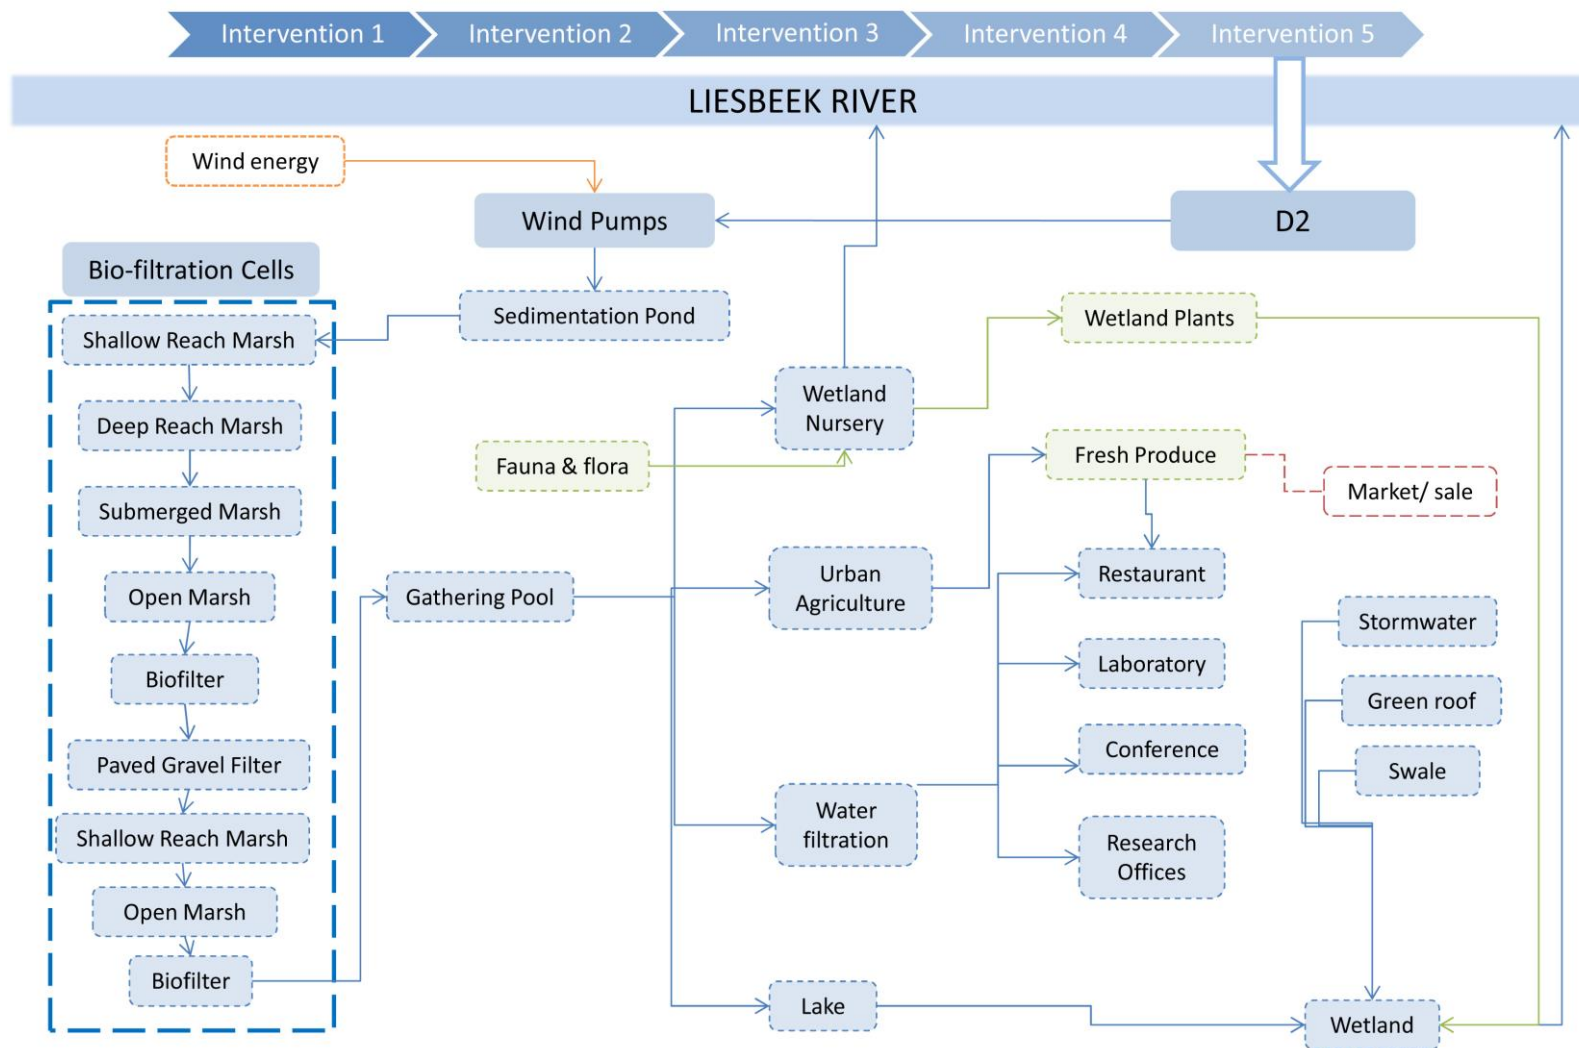 Intervention 1
Intervention 2
Intervention 3
Intervention 4
Intervention 5
LIESBEEK RIVER
Wind energy
Wind Pumps
D2
Bio-filtration Cells
Sedimentation Pond
Shallow Reach Marsh
Deep Reach Marsh
Submerged Marsh
Open Marsh
Biofilter
Paved Gravel Filter
Shallow Reach Marsh
Open Marsh
Biofilter
Gathering Pool
Fauna & flora
Wetland
Nursery
Urban
Agriculture
Water
filtration
Lake
Wetland Plants
Fresh Produce
Market/ sale
Restaurant
Laboratory
Conference
Research
Offices
Stormwater
Green roof
Swale
Wetland